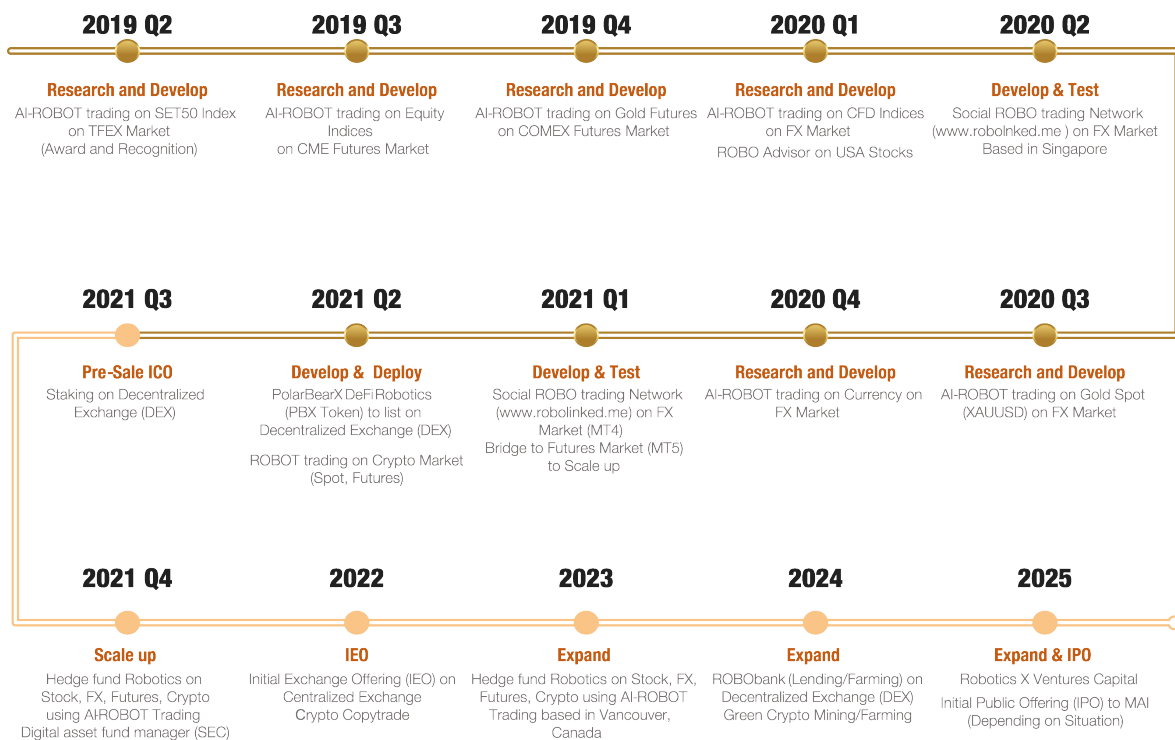 2019 Q2
Research and Develop
AI-ROBOT trading on SET50 Index
on TFEX Market
(Award and Recognition)
2019 Q3
Research and Develop
AI-ROBOT trading on Equity
Indices
on CME Futures Market
2019 Q4
Research and Develop
AI-ROBOT trading on Gold Futures
on COMEX Futures Market
2020 Q1
Research and Develop
AI-ROBOT trading on CFD Indices
on FX Market
ROBO Advisor on USA Stocks
2020 Q2
Develop & Test
Social ROBO trading Network
(www.robolnked.me ) on FX Market
Based in Singapore
2021 Q3
Pre-Sale ICO
Staking on Decentralized
Exchange (DEX)
2021 Q2
Develop & Deploy
PolarBearX DeFi Robotics
(PBX Token) to list on
Decentralized Exchange (DEX)
ROBOT trading on Crypto Market
(Spot, Futures)
2021 Q1
Develop & Test
Social ROBO trading Network
(www.robolinked.me) on FX
Market (MT4)
Bridge to Futures Market (MT5)
to Scale up
2020 Q4
Research and Develop
AI-ROBOT trading on Currency on
FX Market
2020 Q3
Research and Develop
AI-ROBOT trading on Gold Spot
(XAUUSD) on FX Market
2021 Q4
Scale up
Hedge fund Robotics on
Stock, FX, Futures, Crypto
using AI-ROBOT Trading
Digital asset fund manager (SEC)
2022
IEO
Initial Exchange Offering (IEO) on
Centralized Exchange
Crypto Copytrade
2023
Expand
Hedge fund Robotics on Stock, FX,
Futures, Crypto using AI-ROBOT
Trading based in Vancouver,
Canada
2024
Expand
ROBObank (Lending/Farming) on
Decentralized Exchange (DEX)
Green Crypto Mining/Farming
2025
Expand & IPO
Robotics X Ventures Capital
Initial Public Offering (IPO) to MAI
(Depending on Situation)